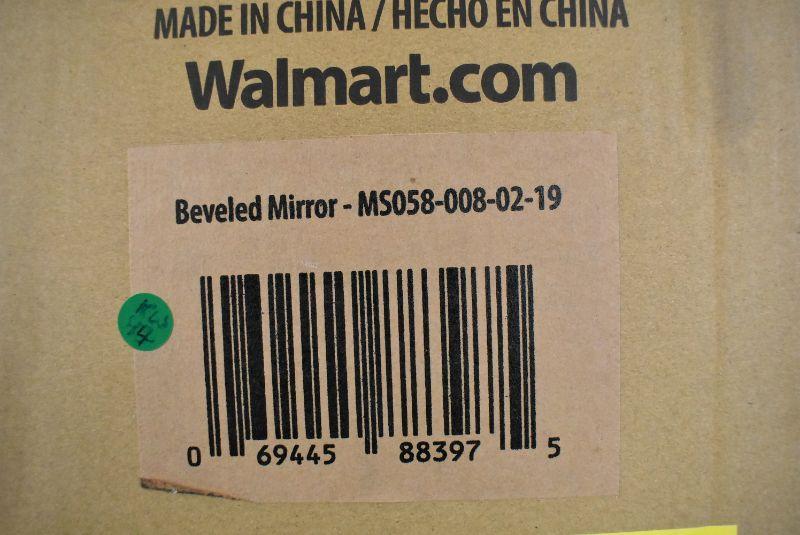 MADE IN CHINA / HECHO EN CHINA
Walmart.com
Beveled Mirror - MS058-008-02-19
0 69445 88397 5